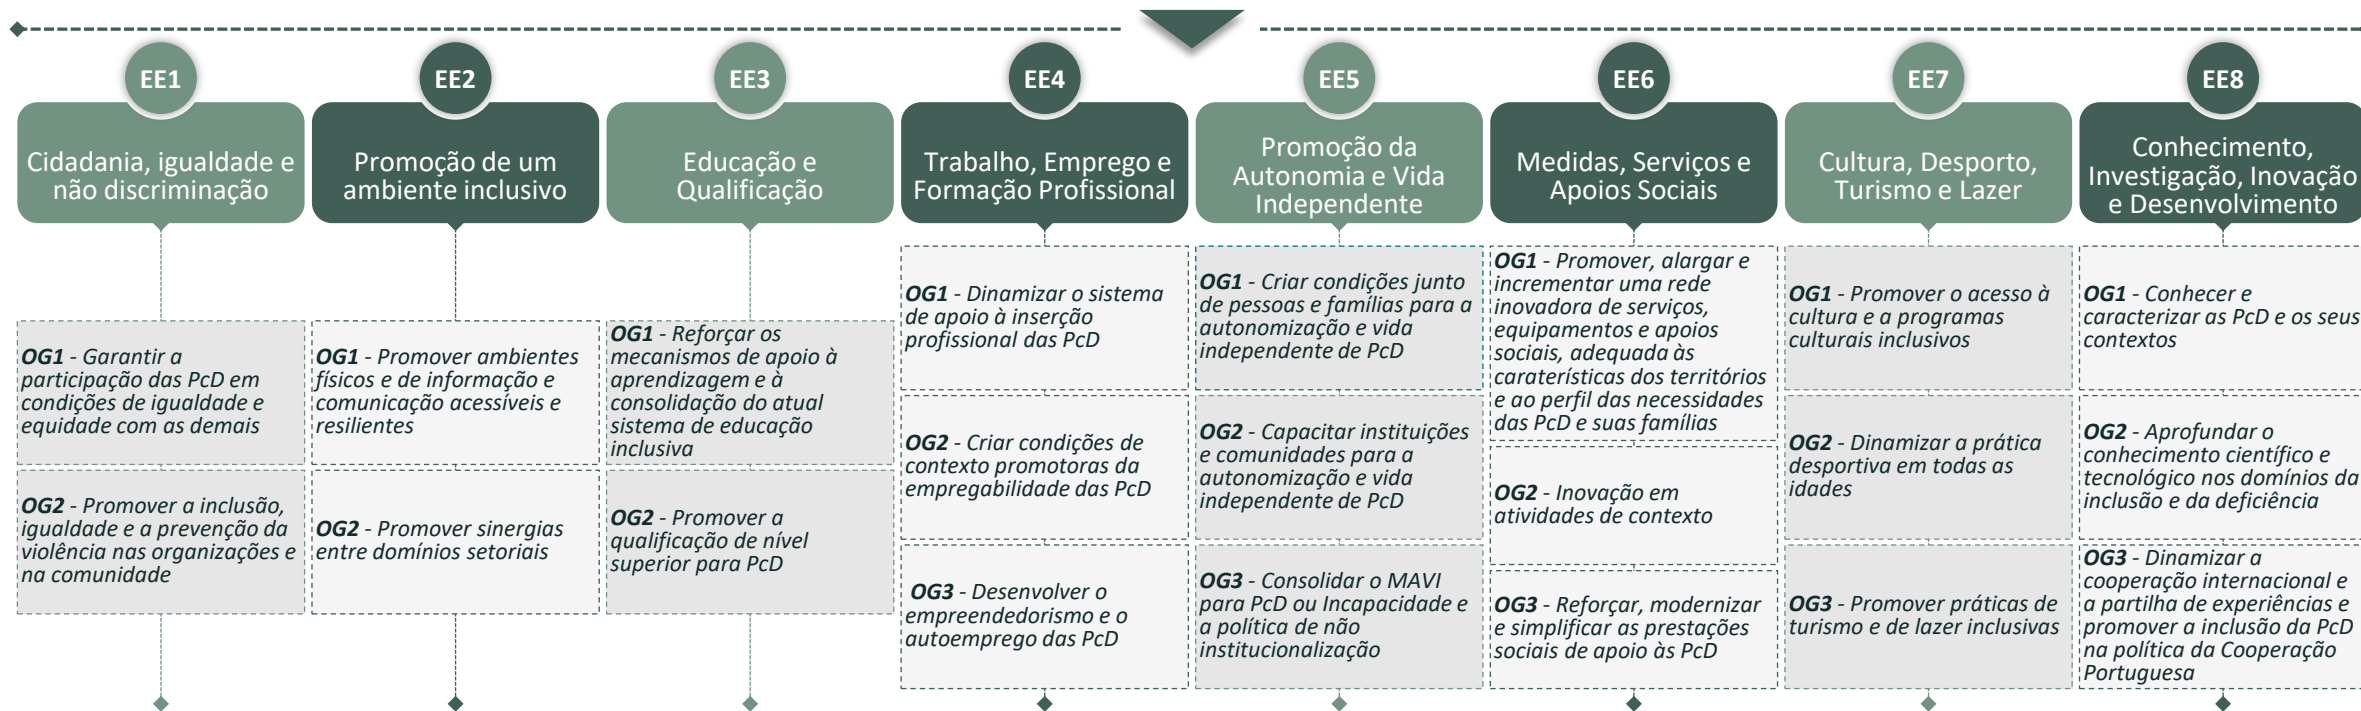 EE1
Cidadania, igualdade e
não discriminação
OG1 - Garantir a
participação das PcD em
condições de igualdade e
equidade com as demais
OG2 - Promover a inclusão,
igualdade e a prevenção da
violência nas organizações e
na comunidade
EE2
Promoção de um
ambiente inclusivo
OG1 - Promover ambientes
físicos e de informação e
comunicação acessíveis e
resilientes
OG2 - Promover sinergias
entre domínios setoriais
EE3
Educação e
Qualificação
OG1 - Reforçar os
mecanismos de apoio à
aprendizagem e à
consolidação do atual
sistema de educação
inclusiva
OG2 - Promover a
qualificação de nível
superior para PcD
EE4
Trabalho, Emprego e
Formação Profissional
OG1 - Dinamizar o sistema
de apoio à inserção
profissional das PcD
OG2 - Criar condições de
contexto promotoras da
empregabilidade das PcD
OG3 - Desenvolver o
empreendedorismo e o
autoemprego das PcD
EE5
Promoção da
Autonomia e Vida
Independente
OG1 - Criar condições junto
de pessoas e famílias para a
autonomização e vida
independente de PcD
OG2 - Capacitar instituições
e comunidades para a
autonomização e vida
independente de PcD
OG3 - Consolidar o MAVI
para PcD ou Incapacidade e
a política de não
institucionalização
EE6
Medidas, Serviços e
Apoios Sociais
OG1 - Promover, alargar e
incrementar uma rede
inovadora de serviços,
equipamentos e apoios
sociais, adequada às
caraterísticas dos territórios
e ao perfil das necessidades
das PcD e suas famílias
OG2 - Inovação em
atividades de contexto
OG3 - Reforçar, modernizar
e simplificar as prestações
sociais de apoio às PcD
EE7
Cultura, Desporto,
Turismo e Lazer
OG1 - Promover o acesso à
cultura e a programas
culturais inclusivos
OG2 - Dinamizar a prática
desportiva em todas as
idades
OG3 - Promover práticas de
turismo e de lazer inclusivas
EE8
Conhecimento,
Investigação, Inovação
e Desenvolvimento
OG1 - Conhecer e
caracterizar as PcD e os seus
contextos
OG2 - Aprofundar o
conhecimento científico e
tecnológico nos domínios da
inclusão e da deficiência
OG3 - Dinamizar a
cooperação internacional e
a partilha de experiências e
promover a inclusão da PcD
na política da Cooperação
Portuguesa